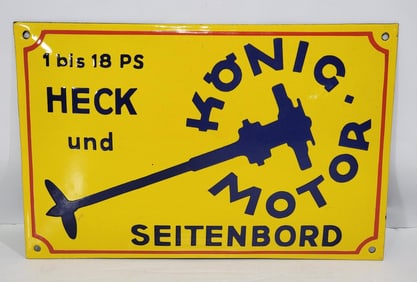 1 bis 18 PS
HECK
und
KÖNIG-
MOTOR.
SEITENBORD